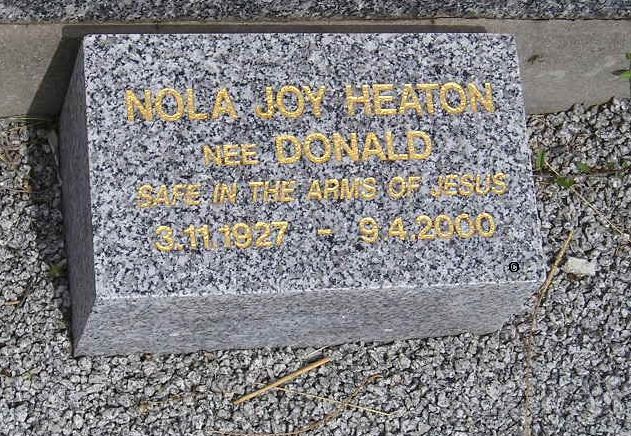 NOLA JOY HEATON
NEE DONALD
SAFE IN THE ARMS OF JESUS
3.11.1927 - 9.4.2000